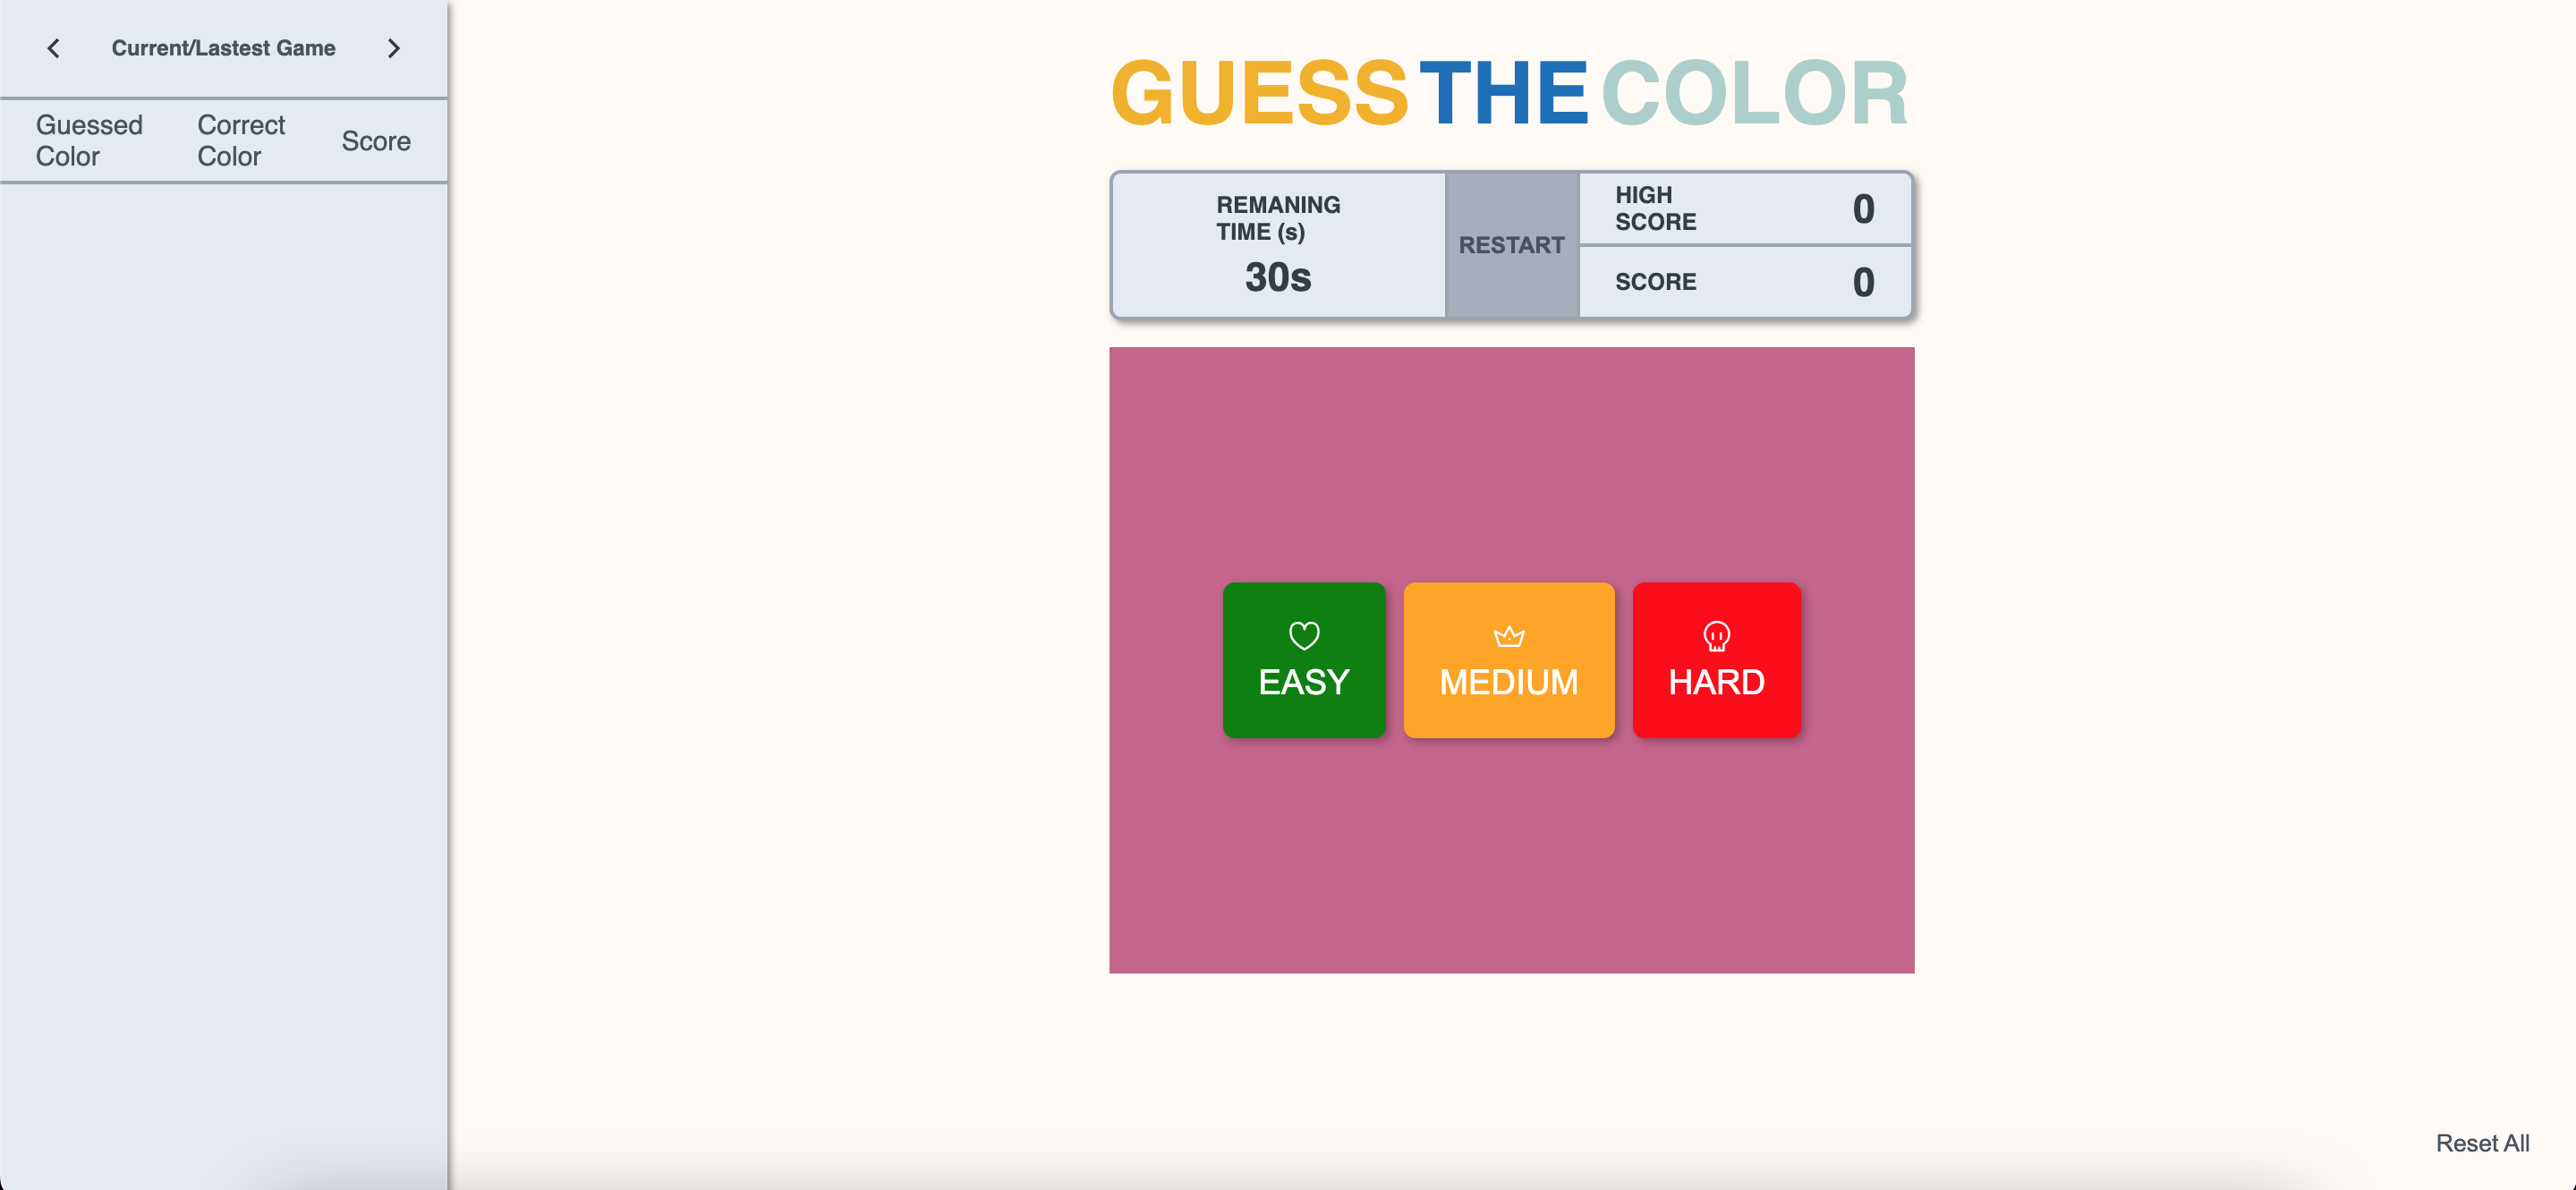 Current/Lastest Game
Guessed
Color
Correct
Color
Score
GUESS THE COLOR
REMANING
TIME (s)
30s
RESTART
HIGH
SCORE
0
SCORE
0
EASY
MEDIUM
HARD
Reset All